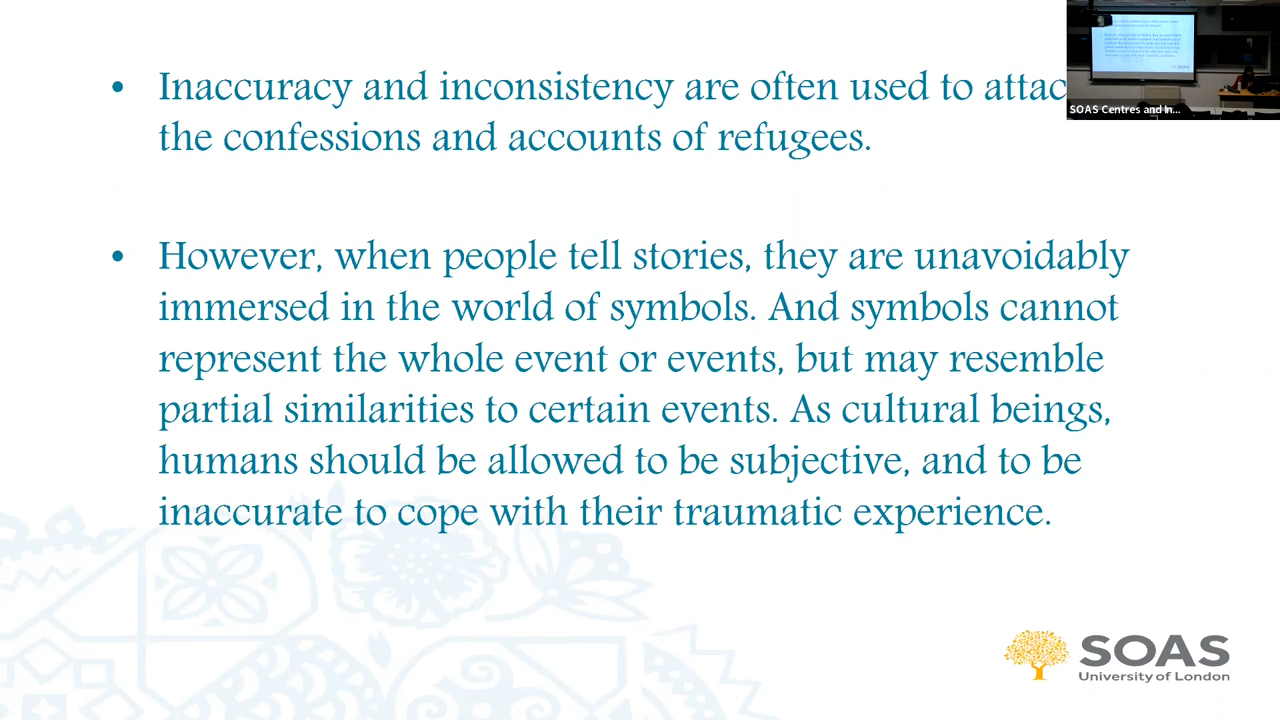 • Inaccuracy and inconsistency are often used to attac
the confessions and accounts of refugees.
• However, when people tell stories, they are unavoidably
immersed in the world of symbols. And symbols cannot
represent the whole event or events, but may resemble
partial similarities to certain events. As cultural beings,
humans should be allowed to be subjective, and to be
inaccurate to cope with their traumatic experience.
SOAS Centres and In...
SOAS
University of London